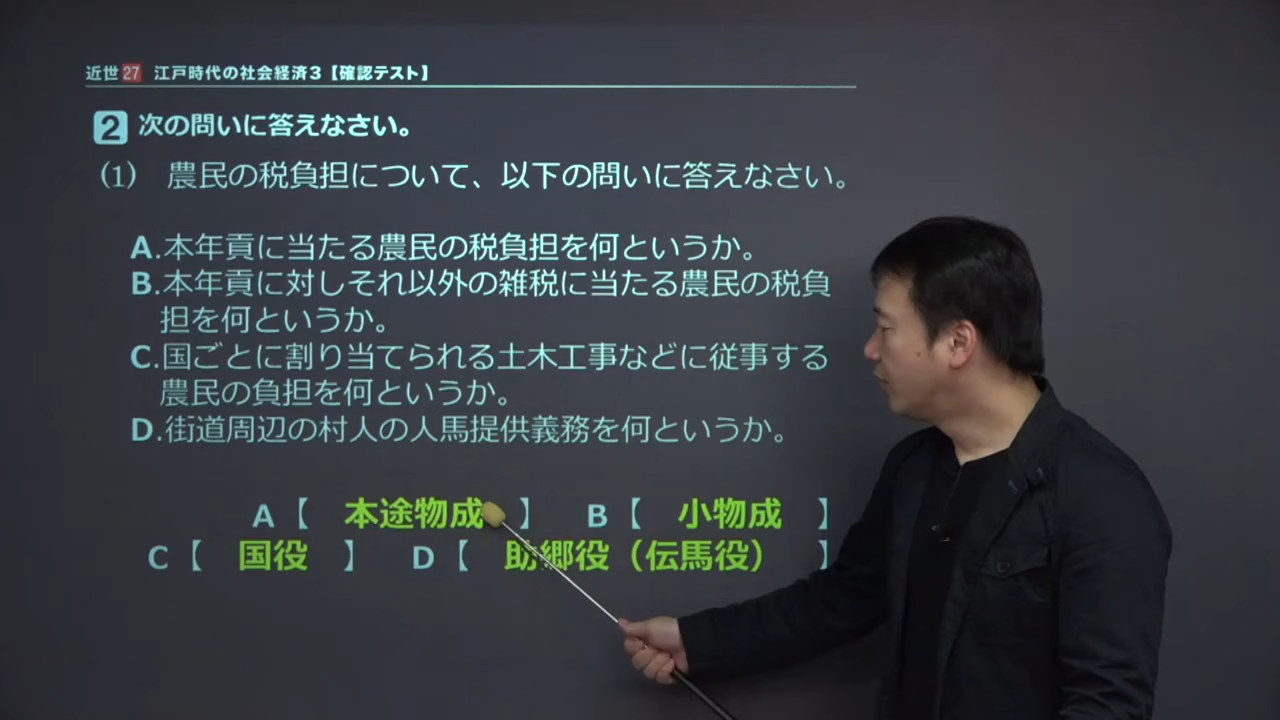 近世27 江戸時代の社会経済3【確認テスト】
2 次の問いに答えなさい。
(1) 農民の税負担について、以下の問いに答えなさい。
A.本年貢に当たる農民の税負担を何というか。
B.本年貢に対しそれ以外の雑税に当たる農民の税負
担を何というか。
C.国ごとに割り当てられる土木工事などに従事する
農民の負担を何というか。
D.街道周辺の村人の人馬提供義務を何というか。
A【 本途物成 】 B【 小物成 】
C【 国役 】 D【 助郷役（伝馬役） 】